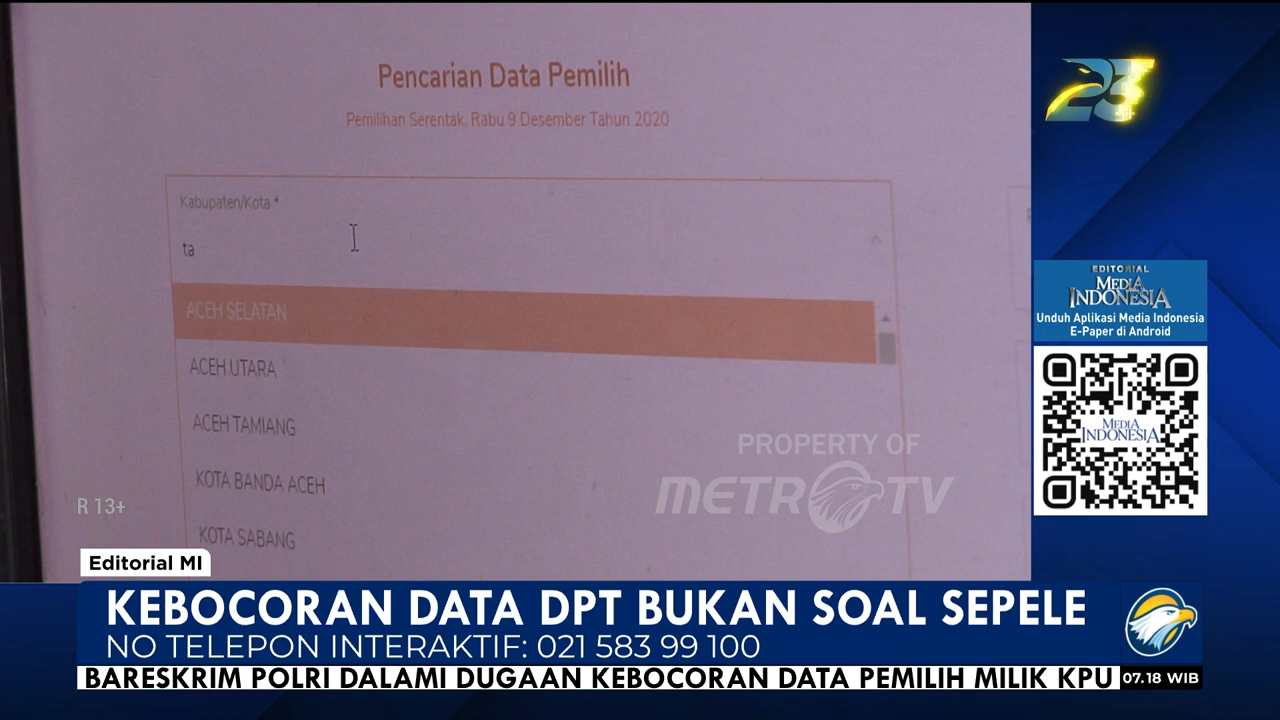 Pencarian Data Pemilih
Pemilihan Serentak, Rabu 9 Desember Tahun 2020
Kabupaten/Kota *
ta
ACEH SELATAN
ACEH UTARA
ACEH TAMIANG
KOTA BANDA ACEH
KOTA SABANG
R 13+
PROPERTY OF
METRO TV
23
EDITORIAL
MEDIA
INDONESIA
Unduh Aplikasi Media Indonesia
E-Paper di Android
MEDIA
INDONESIA
Editorial MI
KEBOCORAN DATA DPT BUKAN SOAL SEPELE
NO TELEPON INTERAKTIF: 021 583 99 100
BARESKRIM POLRI DALAMI DUGAAN KEBOCORAN DATA PEMILIH MILIK KPU
07.18 WIB